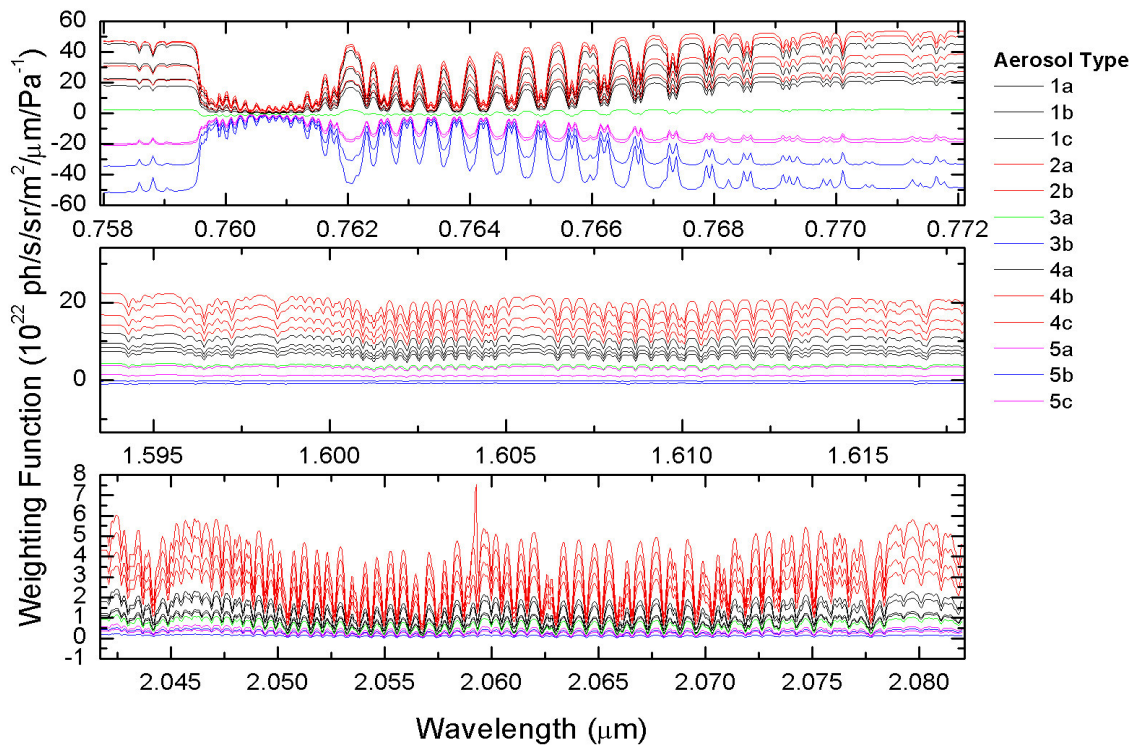 Weighting Function (10²² ph/s/sr/m²/μm/Pa⁻¹)
60
40
20
0
-20
-40
-60
0.758 0.760 0.762 0.764 0.766 0.768 0.770 0.772
20
0
1.595 1.600 1.605 1.610 1.615
8
7
6
5
4
3
2
1
0
-1
2.045 2.050 2.055 2.060 2.065 2.070 2.075 2.080
Wavelength (μm)
Aerosol Type
1a
1b
1c
2a
2b
3a
3b
4a
4b
4c
5a
5b
5c